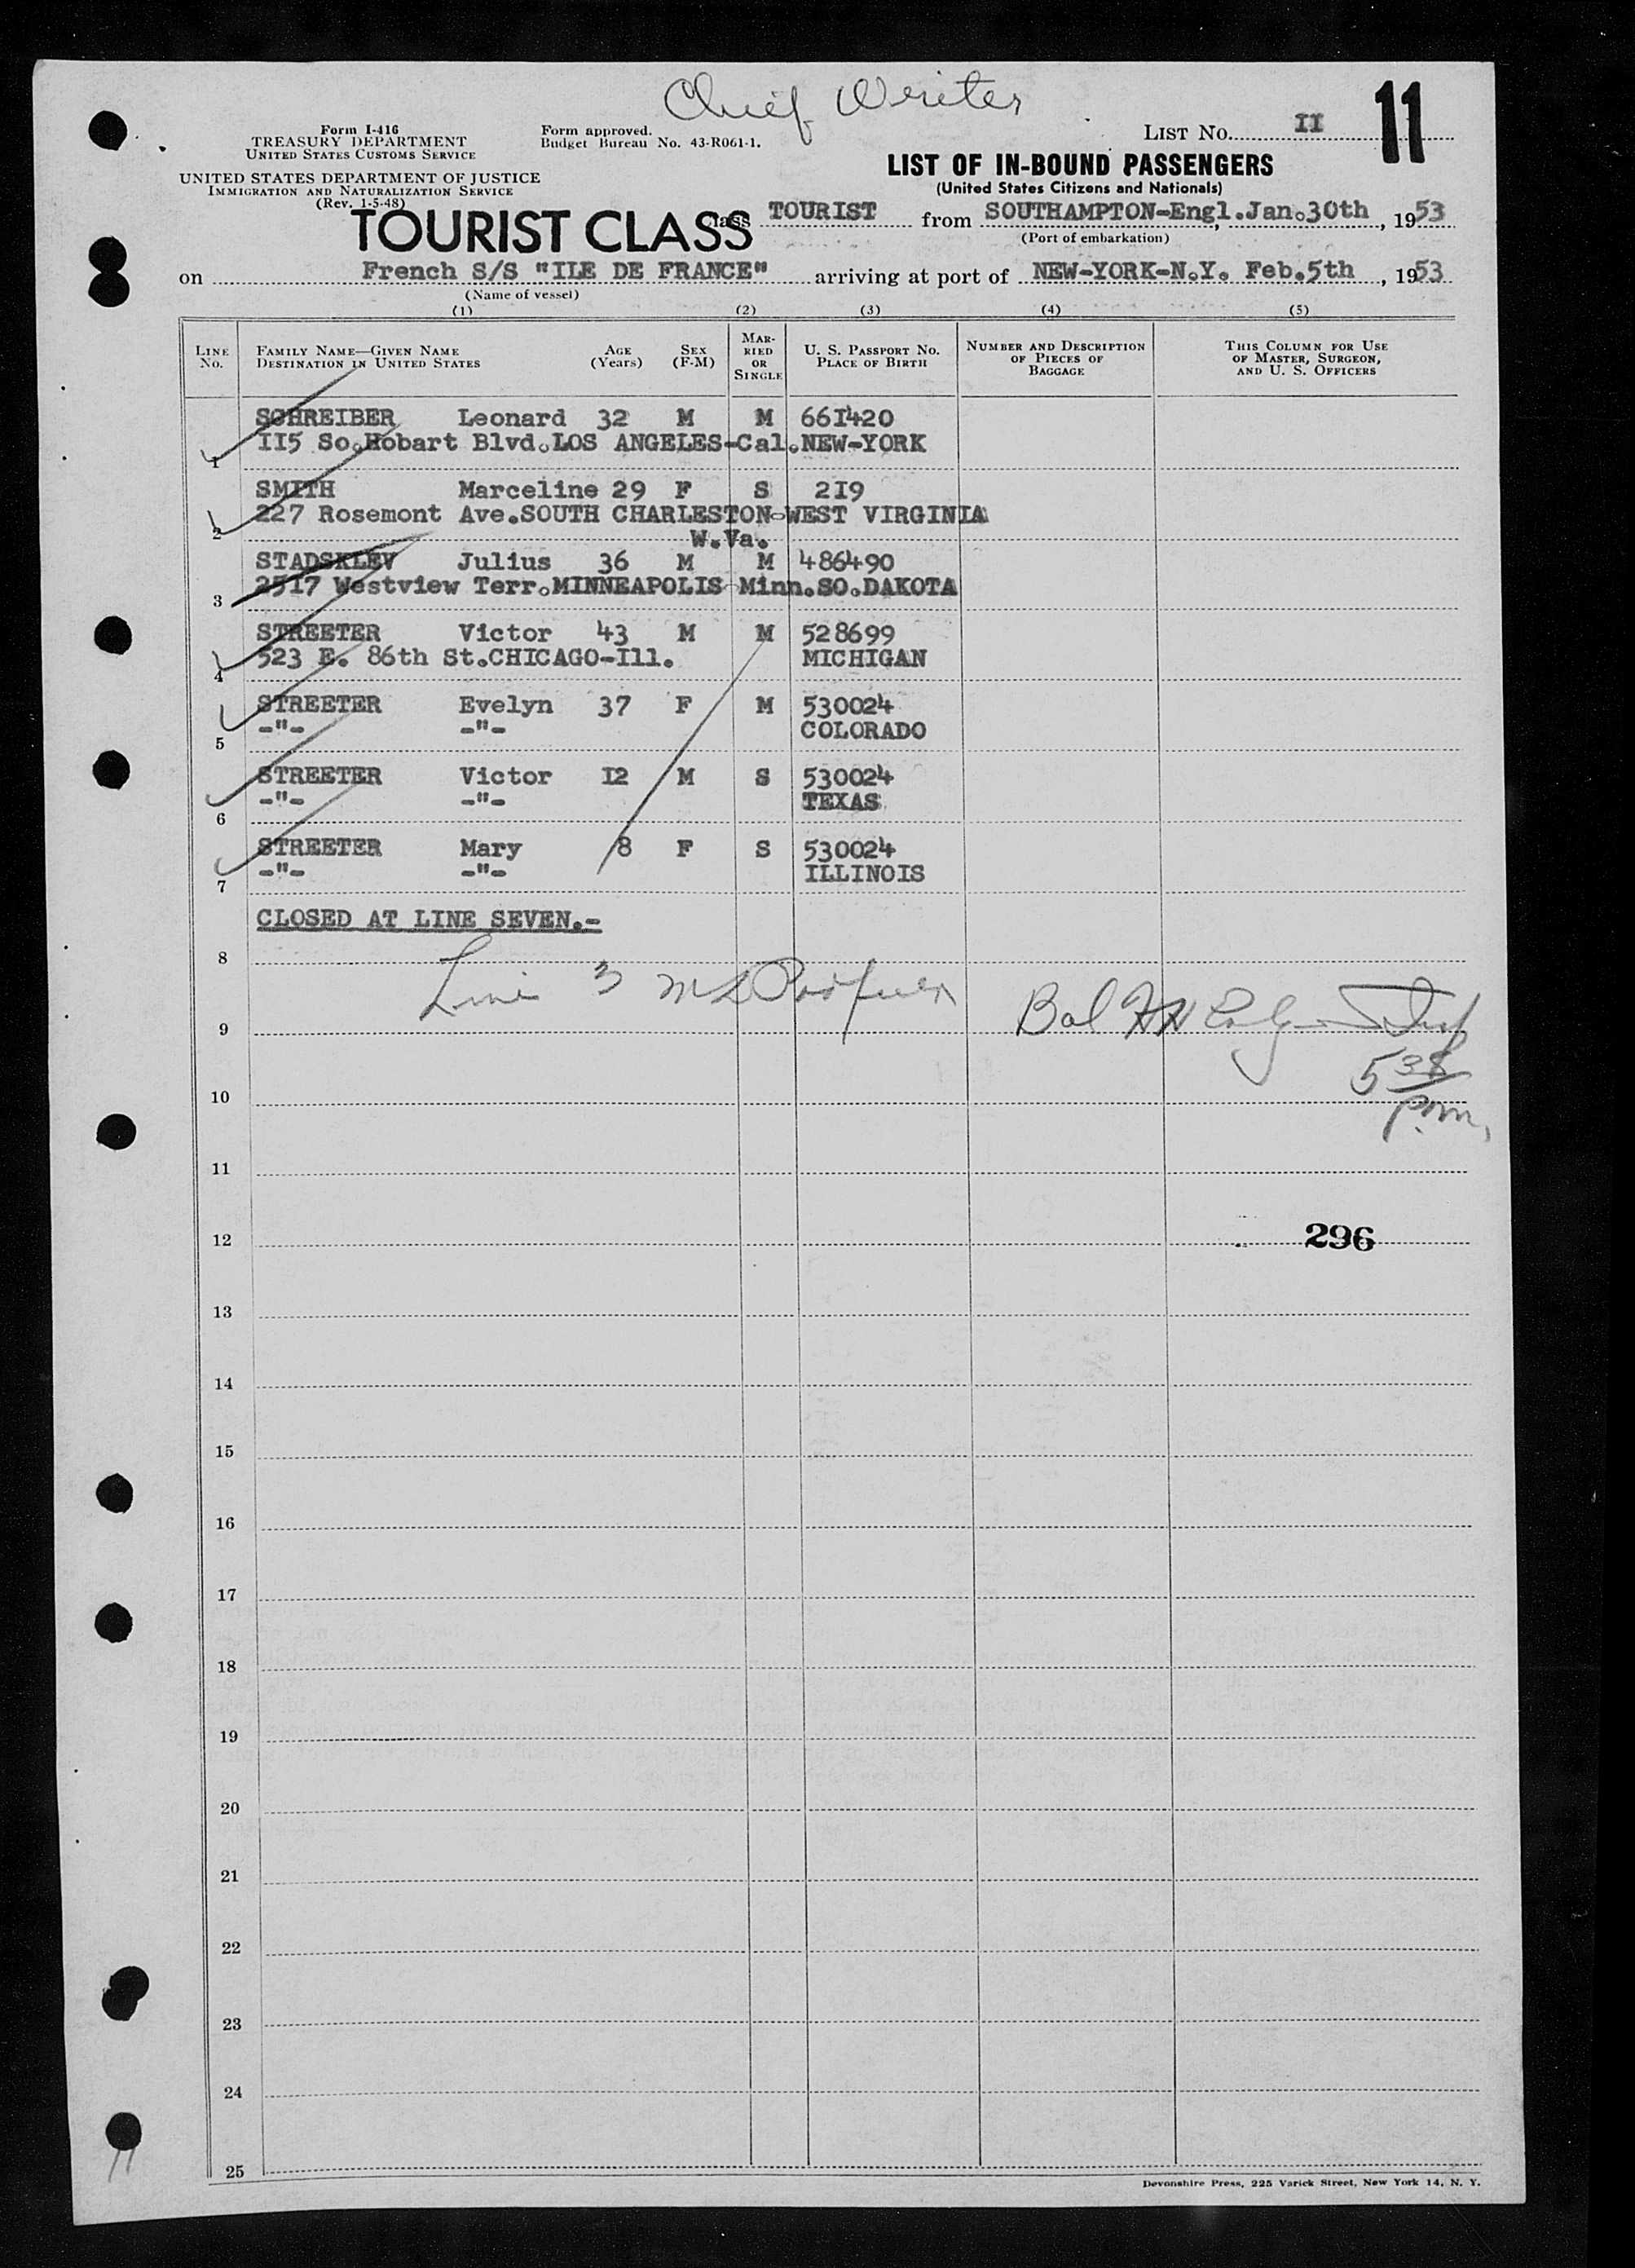 Chief Writer
Form I-416
TREASURY DEPARTMENT
UNITED STATES CUSTOMS SERVICE
UNITED STATES DEPARTMENT OF JUSTICE
IMMIGRATION AND NATURALIZATION SERVICE
(Rev. 1-5-48)
Form approved.
Budget Bureau No. 43-R061-1.
LIST No. II
11
LIST OF IN-BOUND PASSENGERS
(United States Citizens and Nationals)
TOURIST CLASS
class TOURIST from SOUTHAMPTON-Engl. Jan.30th, 1953
(Port of embarkation)
on French S/S "ILE DE FRANCE" arriving at port of NEW-YORK-N.Y. Feb.5th, 1953
(Name of vessel)
(1) (2) (3) (4) (5)
LINE NO. FAMILY NAME—GIVEN NAME DESTINATION IN UNITED STATES AGE (Years) SEX (F-M) MARRIED OR SINGLE U. S. PASSPORT NO. PLACE OF BIRTH NUMBER AND DESCRIPTION OF PIECES OF BAGGAGE THIS COLUMN FOR USE OF MASTER, SURGEON, AND U. S. OFFICERS
SCHREIBER Leonard 32 M M 661420
1 115 So.Hobart Blvd.LOS ANGELES-Cal.NEW-YORK
SMITH Marceline 29 F S 219
2 227 Rosemont Ave.SOUTH CHARLESTON-WEST VIRGINIA
W.Va.
STADSKLEV Julius 36 M M 486490
3 2517 Westview Terr.MINNEAPOLIS-Minn.SO.DAKOTA
STREETER Victor 43 M M 528699
4 523 E. 86th St.CHICAGO-Ill. MICHIGAN
STREETER Evelyn 37 F M 530024
5 -"- -"- COLORADO
STREETER Victor 12 M S 530024
6 -"- -"- TEXAS
STREETER Mary 8 F S 530024
7 -"- -"- ILLINOIS
CLOSED AT LINE SEVEN.-
8
Line 3
Bal
9
5 38
10
p.m.
11
12 296
13
14
15
16
17
18
19
20
21
22
23
24
25
11
Devonshire Press, 225 Varick Street, New York 14, N. Y.